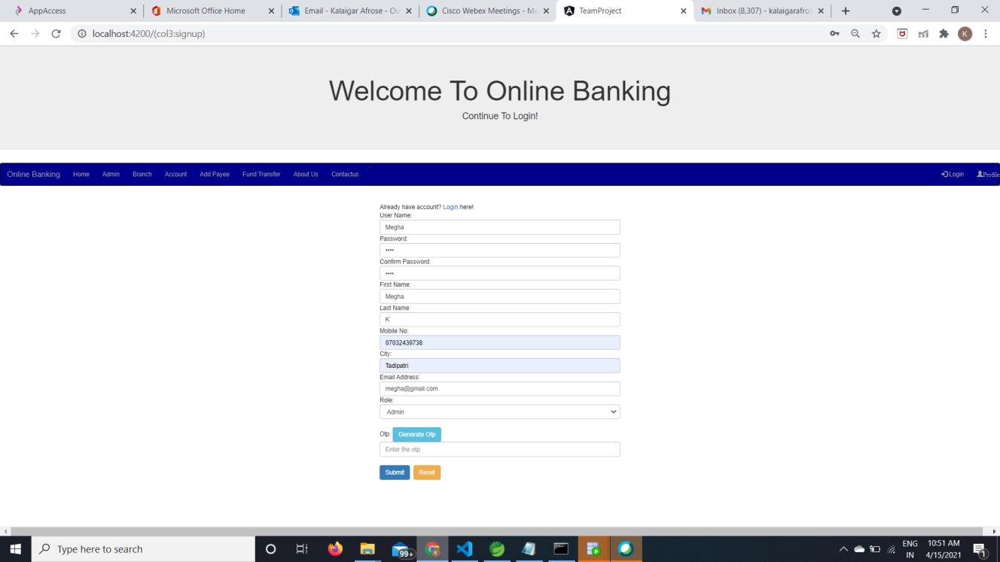 AppAccess
Microsoft Office Home
Email - Kalaigar Afrose - Ou
Cisco Webex Meetings - Me
TeamProject
Inbox (8,307) - kalaigarafros
localhost:4200/(col3:signup)
K
Welcome To Online Banking
Continue To Login!
Online Banking Home Admin Branch Account Add Payee Fund Transfer About Us Contactus Login Profile
Already have account? Login here!
User Name:
Megha
Password:
••••
Confirm Password:
••••
First Name:
Megha
Last Name:
K
Mobile No:
07032439738
City:
Tadipatri
Email Address:
megha@gmail.com
Role:
Admin
Otp: Generate Otp
Enter the otp
Submit Reset
Type here to search
99+
K
ENG
IN
10:51 AM
4/15/2021
1